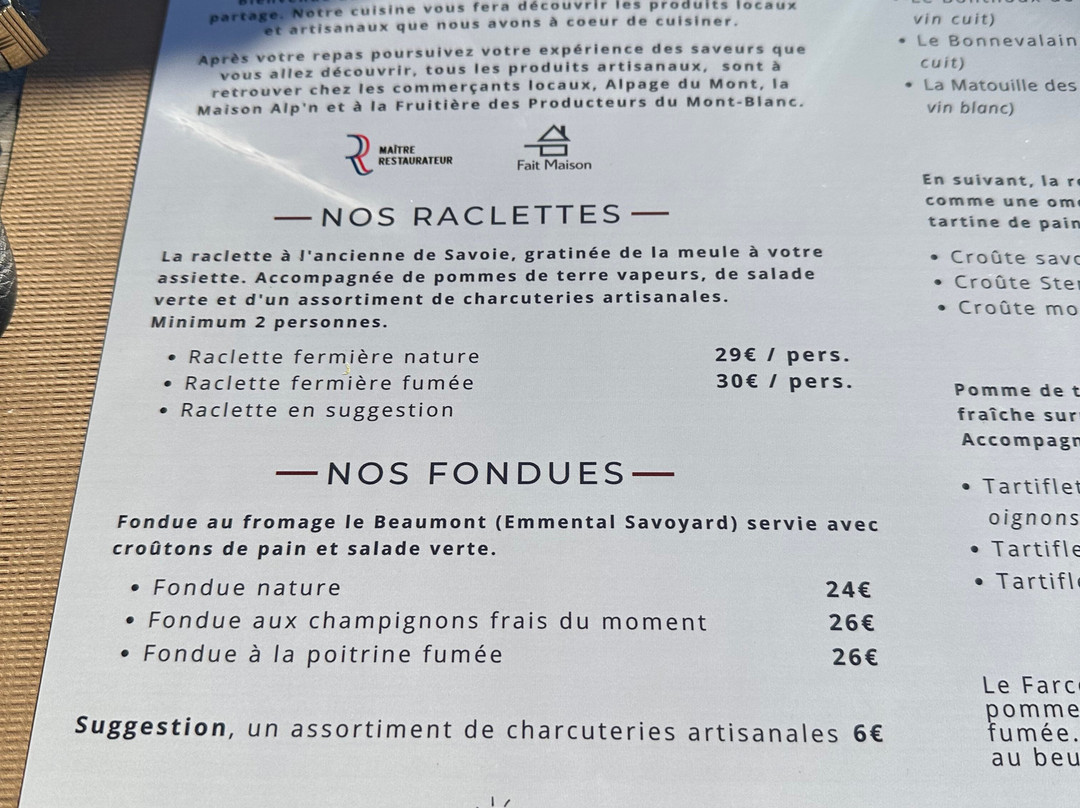 Bienvenue
partage. Notre cuisine vous fera découvrir les produits locaux
et artisanaux que nous avons à coeur de cuisiner.
Après votre repas poursuivez votre expérience des saveurs que
vous allez découvrir, tous les produits artisanaux, sont à
retrouver chez les commerçants locaux, Alpage du Mont, la
Maison Alp'n et à la Fruitière des Producteurs du Mont-Blanc.
MAÎTRE
RESTAURATEUR
Fait Maison
NOS RACLETTES
La raclette à l'ancienne de Savoie, gratinée de la meule à votre
assiette. Accompagnée de pommes de terre vapeurs, de salade
verte et d'un assortiment de charcuteries artisanales.
Minimum 2 personnes.
• Raclette fermière nature 29€ / pers.
• Raclette fermière fumée 30€ / pers.
• Raclette en suggestion
NOS FONDUES
Fondue au fromage le Beaumont (Emmental Savoyard) servie avec
croûtons de pain et salade verte.
• Fondue nature 24€
• Fondue aux champignons frais du moment 26€
• Fondue à la poitrine fumée 26€
Suggestion, un assortiment de charcuteries artisanales 6€
vin cuit)
• Le Bonnevalain
cuit)
• La Matouille des
vin blanc)
En suivant, la
comme une
tartine de pain
• Croûte
• Croûte
• Croûte
Pomme de
fraîche sur
• 
oignons
• 
• 
Le
fumée.